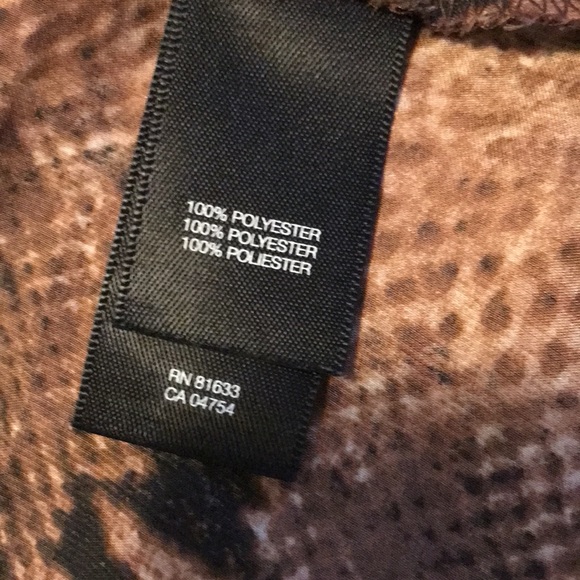 100% POLYESTER
100% POLYESTER
100% POLIESTER
RN 81633
CA 04754